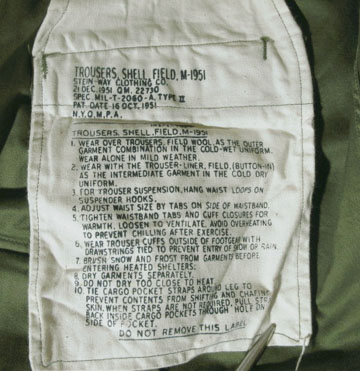 TROUSERS, SHELL, FIELD, M-1951
STEIN WAY CLOTHING CO.
21 DEC. 1951 QM. 22730
SPEC. MIL-T-2060-A, TYPE II
PAT. DATE 16 OCT. 1951
N.Y.Q.M.P.A.
TROUSERS, SHELL, FIELD, M-1951
1. WEAR OVER TROUSERS, FIELD WOOL AS THE OUTER
GARMENT COMBINATION IN THE COLD-WET UNIFORM.
WEAR ALONE IN MILD WEATHER.
2. WEAR WITH THE TROUSER-LINER, FIELD, (BUTTON-IN)
AS THE INTERMEDIATE GARMENT IN THE COLD DRY
UNIFORM.
3. FOR TROUSER SUSPENSION, HANG WAIST LOOPS ON
SUSPENDER HOOKS.
4. ADJUST WAIST SIZE BY TABS ON SIDE OF WAISTBAND.
5. TIGHTEN WAISTBAND TABS AND CUFF CLOSURES FOR
WARMTH. LOOSEN TO VENTILATE. AVOID OVERHEATING
TO PREVENT CHILLING AFTER EXERCISE.
6. WEAR TROUSER CUFFS OUTSIDE OF FOOTGEAR WITH
DRAWSTRINGS TIED TO PREVENT ENTRY OF SNOW OR RAIN.
7. BRUSH SNOW AND FROST FROM GARMENTS BEFORE
ENTERING HEATED SHELTERS.
8. DRY GARMENTS SEPARATELY.
9. DO NOT DRY TOO CLOSE TO HEAT.
10. TIE CARGO POCKET STRAPS AROUND LEG TO
PREVENT CONTENTS FROM SHIFTING AND CHAFING
SKIN. WHEN STRAPS ARE NOT REQUIRED, PULL STRAPS
BACK INSIDE CARGO POCKETS THROUGH HOLE ON
SIDE OF POCKET.
DO NOT REMOVE THIS LABEL